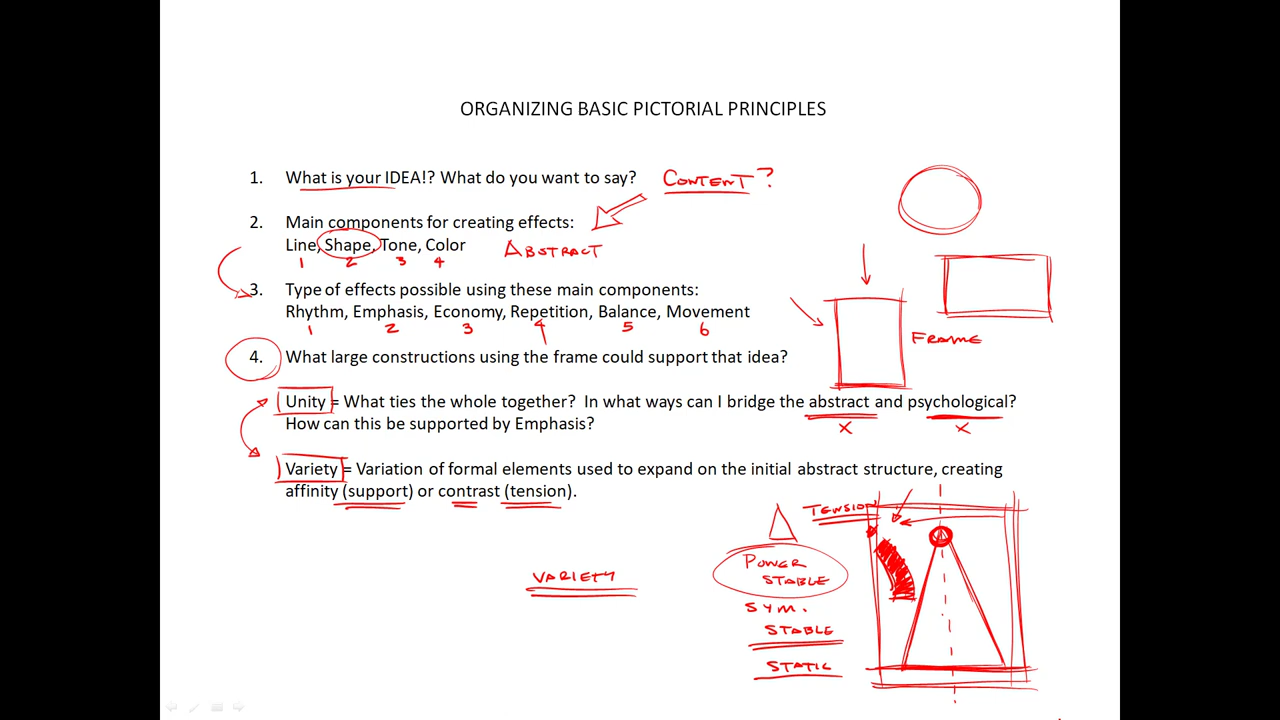 ORGANIZING BASIC PICTORIAL PRINCIPLES
1. What is your IDEA!? What do you want to say? CONTENT?
2. Main components for creating effects:
Line, Shape, Tone, Color ABSTRACT
1 2 3 4
3. Type of effects possible using these main components:
Rhythm, Emphasis, Economy, Repetition, Balance, Movement
1 2 3 4 5 6
FRAME
4. What large constructions using the frame could support that idea?
Unity = What ties the whole together? In what ways can I bridge the abstract and psychological?
How can this be supported by Emphasis?
X X
Variety = Variation of formal elements used to expand on the initial abstract structure, creating
affinity (support) or contrast (tension).
TENSION
POWER
STABLE
VARIETY
SYM.
STABLE
STATIC